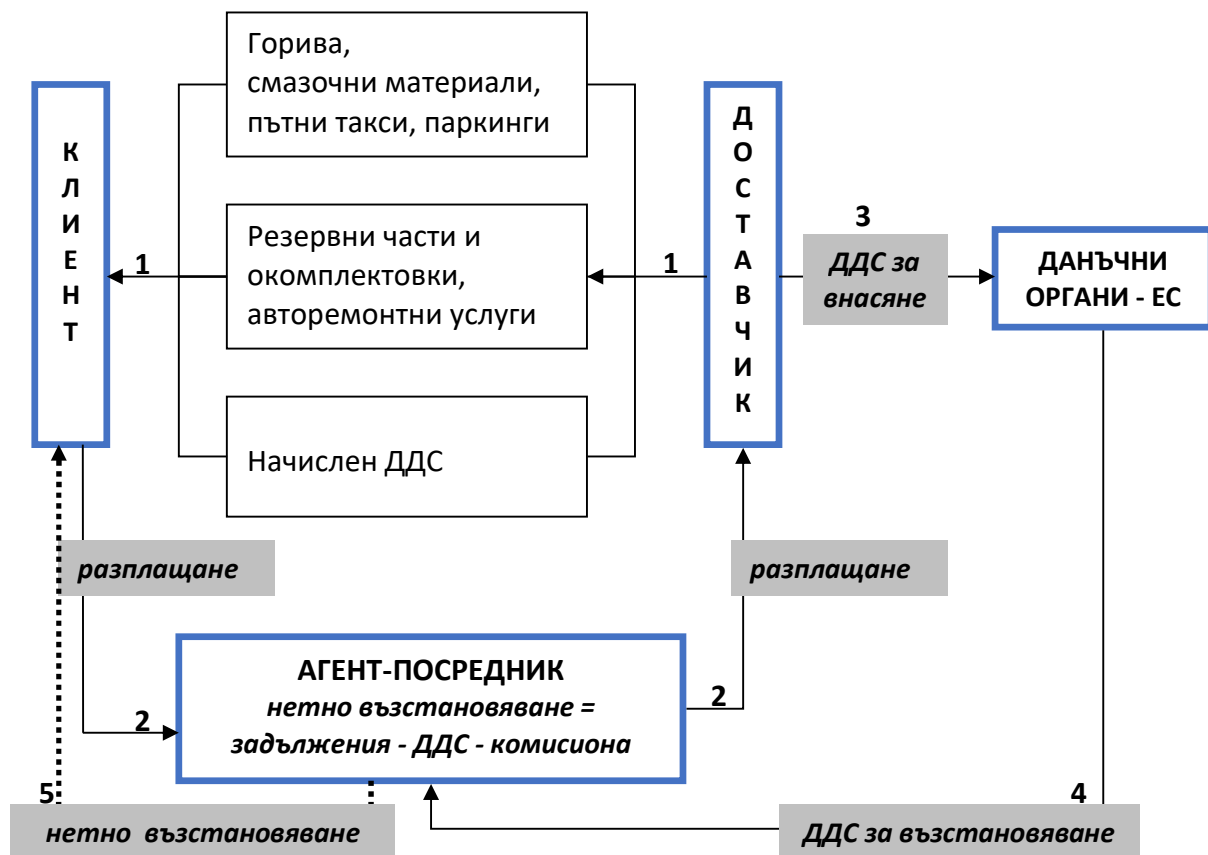 Горива,
смазочни материали,
пътни такси, паркинги
КЛИЕНТ
ДОСТАВЧИК
3
1
Резервни части и
окомплектовки,
авторемонтни услуги
1
ДДС за
внасяне
ДАНЪЧНИ
ОРГАНИ - ЕС
Начислен ДДС
разплащане
разплащане
2
АГЕНТ-ПОСРЕДНИК
нетно възстановяване =
задължения - ДДС - комисиона
2
5
4
нетно възстановяване
ДДС за възстановяване